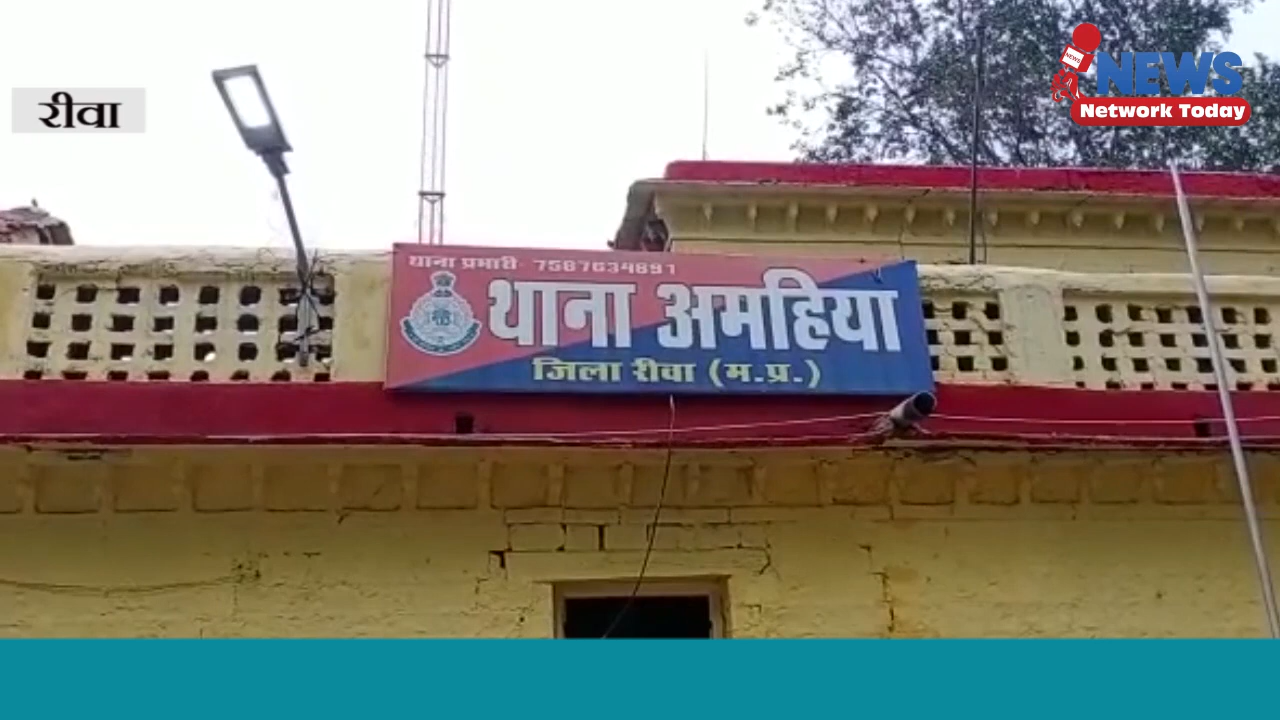 रीवा
NEWS
Network Today
थाना प्रभारी- 7587634891
थाना अमहिया
जिला रीवा (म.प्र.)